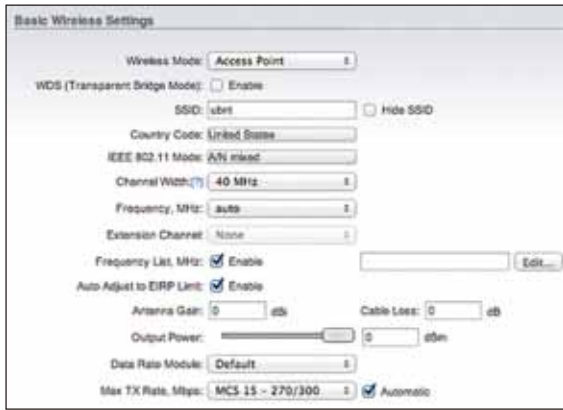 Basic Wireless Settings
Wireless Mode: Access Point
WDS (Transparent Bridge Mode): Enable
SSID: ubnt Hide SSID
Country Code: United States
IEEE 802.11 Mode: A/N mixed
Channel Width:[?] 40 MHz
Frequency, MHz: auto
Extension Channel: None
Frequency List, MHz: Enable Edit...
Auto Adjust to EIRP Limit: Enable
Antenna Gain: 0 dBi Cable Loss: 0 dB
Output Power: 0 dBm
Data Rate Module: Default
Max TX Rate, Mbps: MCS 15 - 270/300 Automatic